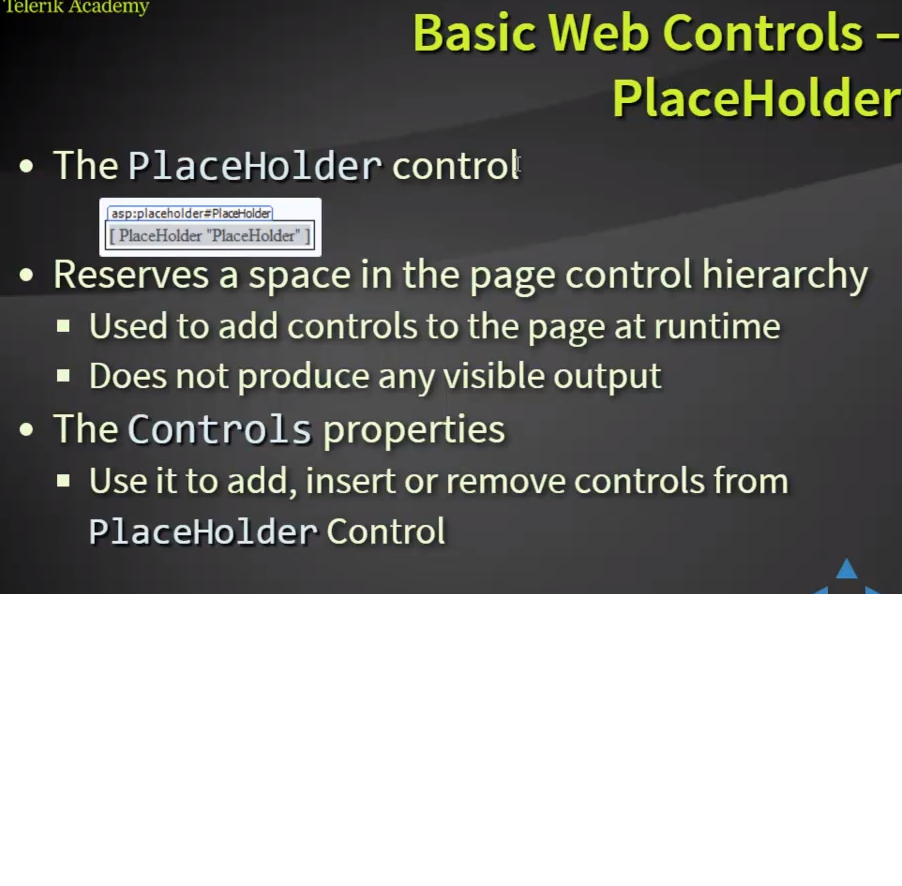 Telerik Academy
Basic Web Controls –
PlaceHolder
• The PlaceHolder control
asp:placeholder#PlaceHolder
[ PlaceHolder "PlaceHolder" ]
• Reserves a space in the page control hierarchy
▪ Used to add controls to the page at runtime
▪ Does not produce any visible output
• The Controls properties
▪ Use it to add, insert or remove controls from
PlaceHolder Control